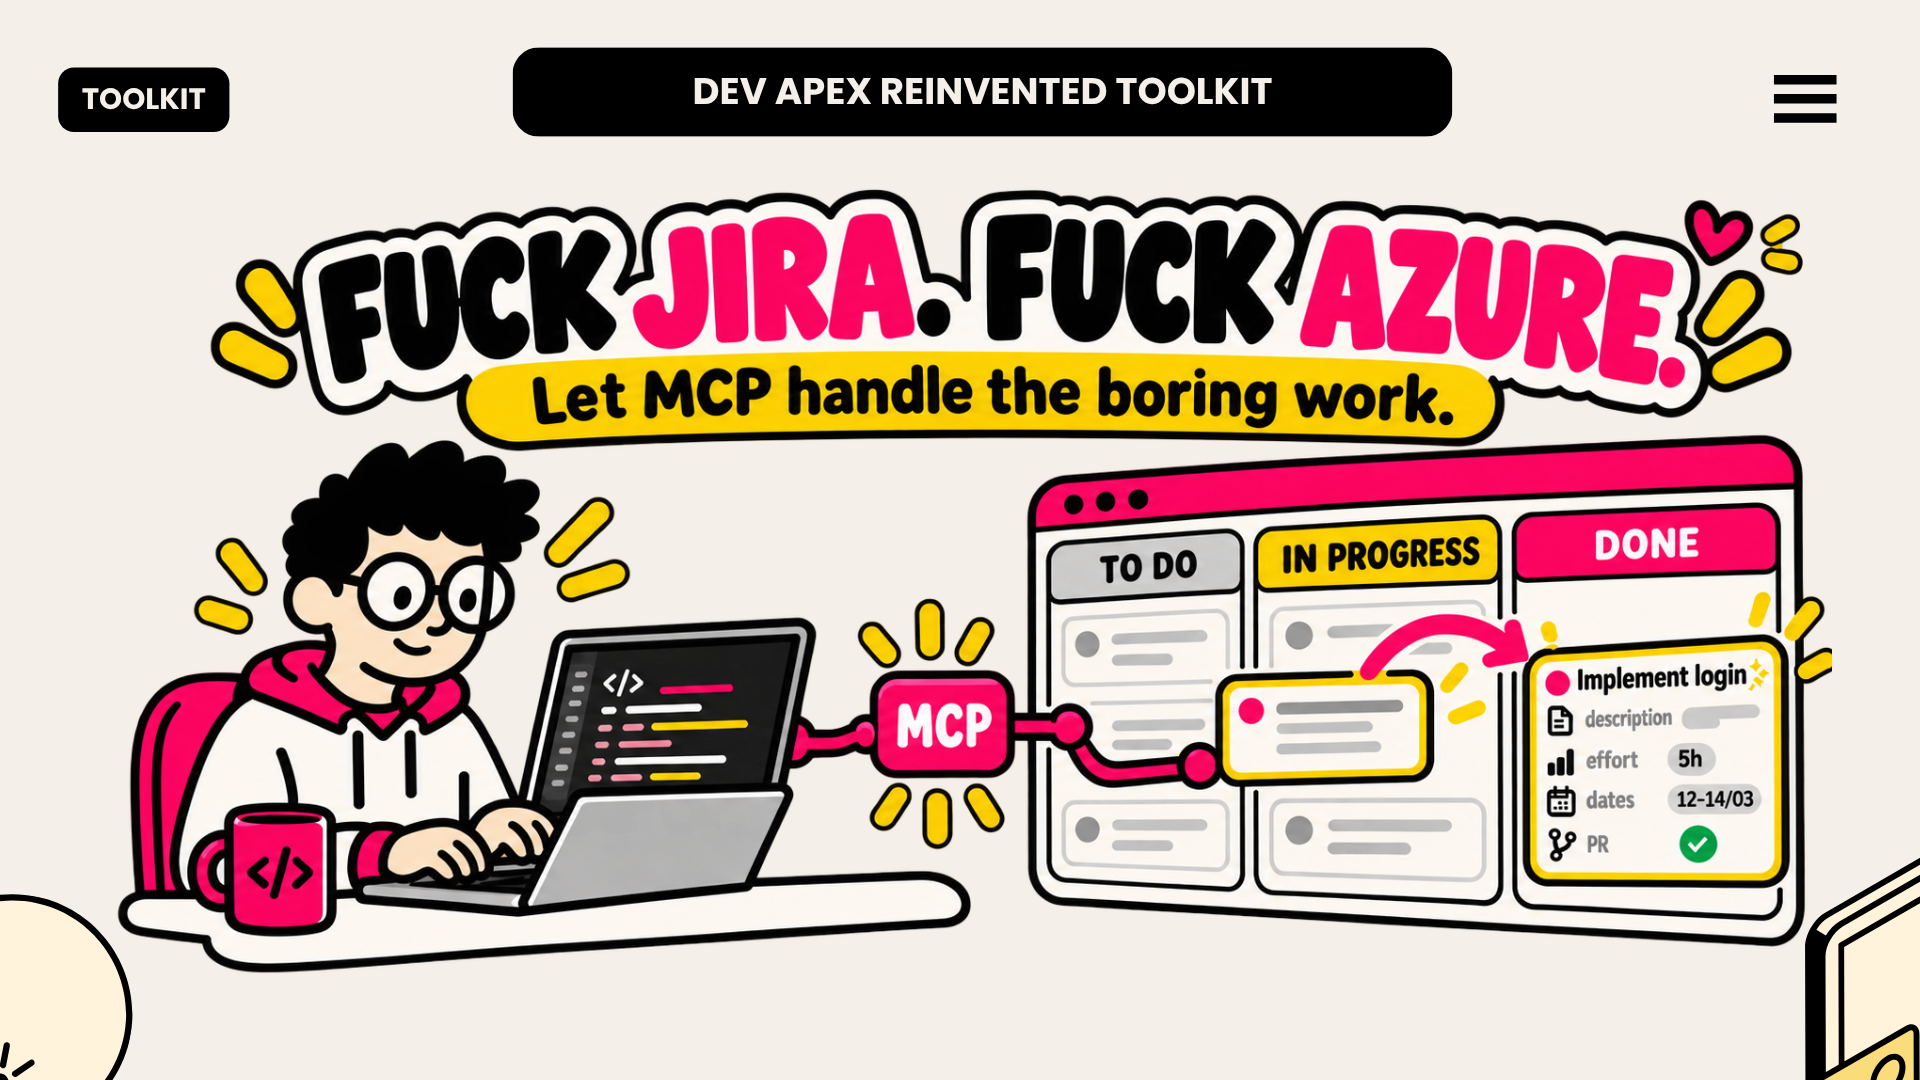 TOOLKIT
DEV APEX REINVENTED TOOLKIT
FUCK JIRA. FUCK AZURE.
Let MCP handle the boring work.
</>
</>
MCP
TO DO
IN PROGRESS
DONE
Implement login
description
effort 5h
dates 12-14/03
PR